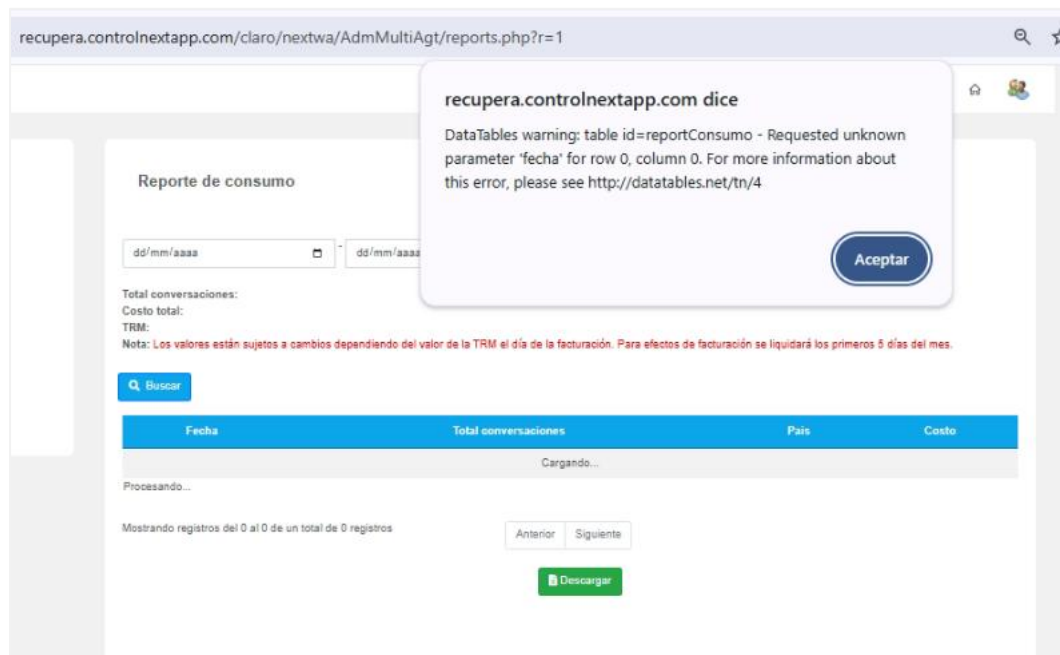 recupera.controlnextapp.com/claro/nextwa/AdmMultiAgt/reports.php?r=1
recupera.controlnextapp.com dice
DataTables warning: table id=reportConsumo - Requested unknown
parameter 'fecha' for row 0, column 0. For more information about
this error, please see http://datatables.net/tn/4
Aceptar
Reporte de consumo
dd/mm/aaaa - dd/mm/aaaa
Total conversaciones:
Costo total:
TRM:
Nota: Los valores están sujetos a cambios dependiendo del valor de la TRM el día de la facturación. Para efectos de facturación se liquidará los primeros 5 días del mes.
Buscar
Fecha Total conversaciones Pais Costo
Cargando...
Procesando...
Mostrando registros del 0 al 0 de un total de 0 registros
Anterior Siguiente
Descargar